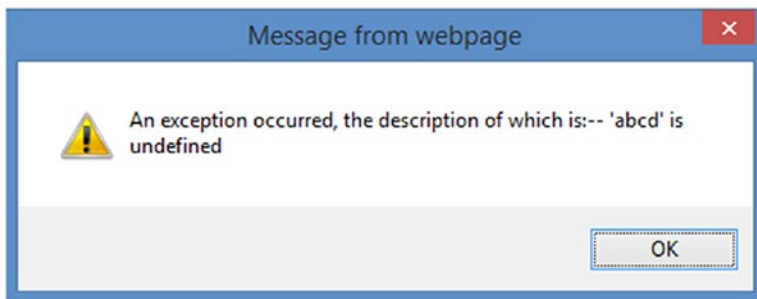 Message from webpage
An exception occurred, the description of which is:-- 'abcd' is
undefined
OK